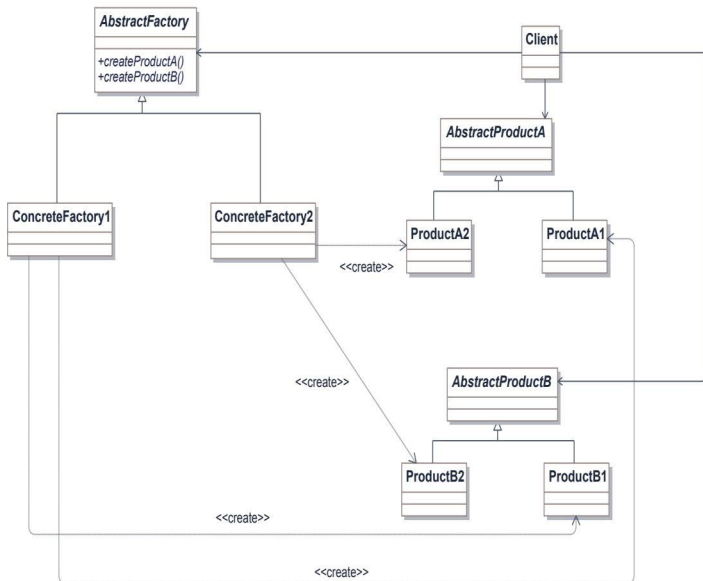 AbstractFactory
Client
+createProductA()
+createProductB()
AbstractProductA
ConcreteFactory1
ConcreteFactory2
ProductA2
ProductA1
<<create>>
<<create>>
AbstractProductB
ProductB2
ProductB1
<<create>>
<<create>>